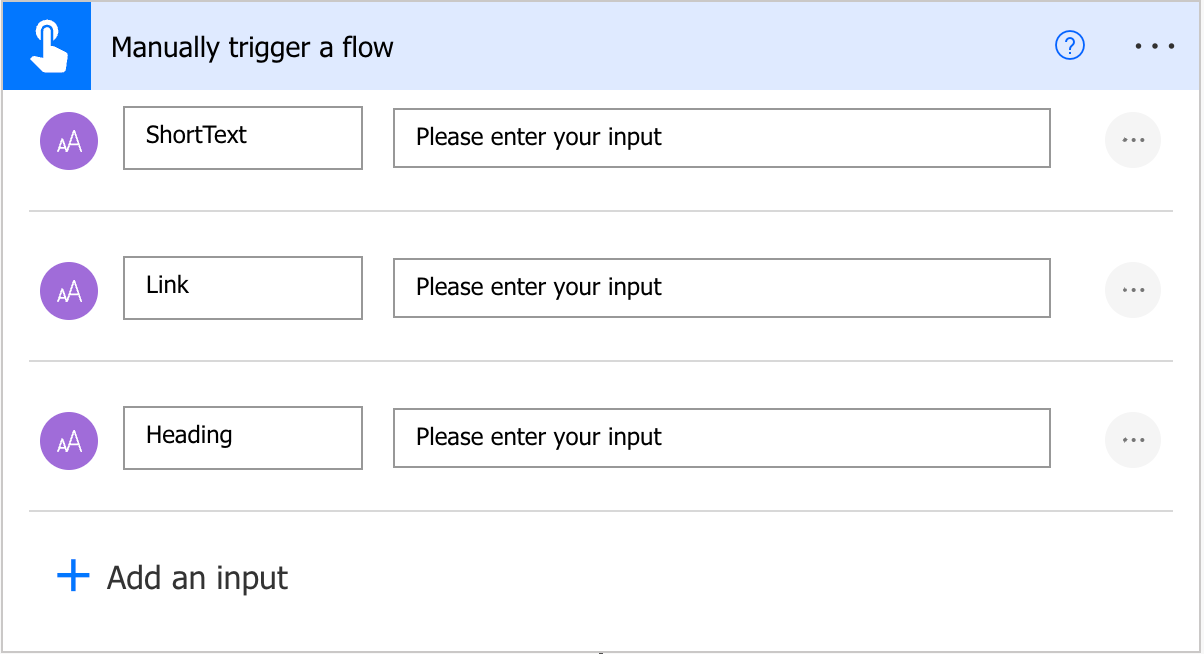 Manually trigger a flow
ShortText
Please enter your input
Link
Please enter your input
Heading
Please enter your input
Add an input